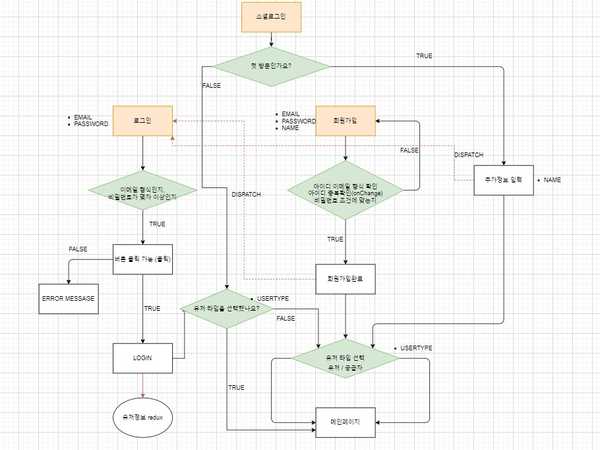 소셜로그인
첫 방문인가요?
TRUE
FALSE
EMAIL
PASSWORD
로그인
EMAIL
PASSWORD
NAME
회원가입
FALSE
DISPATCH
추가정보 입력
NAME
이메일 형식인지,
비밀번호가 몇자 이상인지
아이디 이메일 형식 확인
아이디 중복확인(onChange)
비밀번호 조건에 맞는지
DISPATCH
TRUE
TRUE
FALSE
버튼 클릭 가능 (클릭)
회원가입완료
ERROR MESSAGE
TRUE
USERTYPE
유저 타입을 선택했나요?
FALSE
LOGIN
USERTYPE
유저 타입 선택
유저 / 공급자
TRUE
유저정보 redux
메인페이지